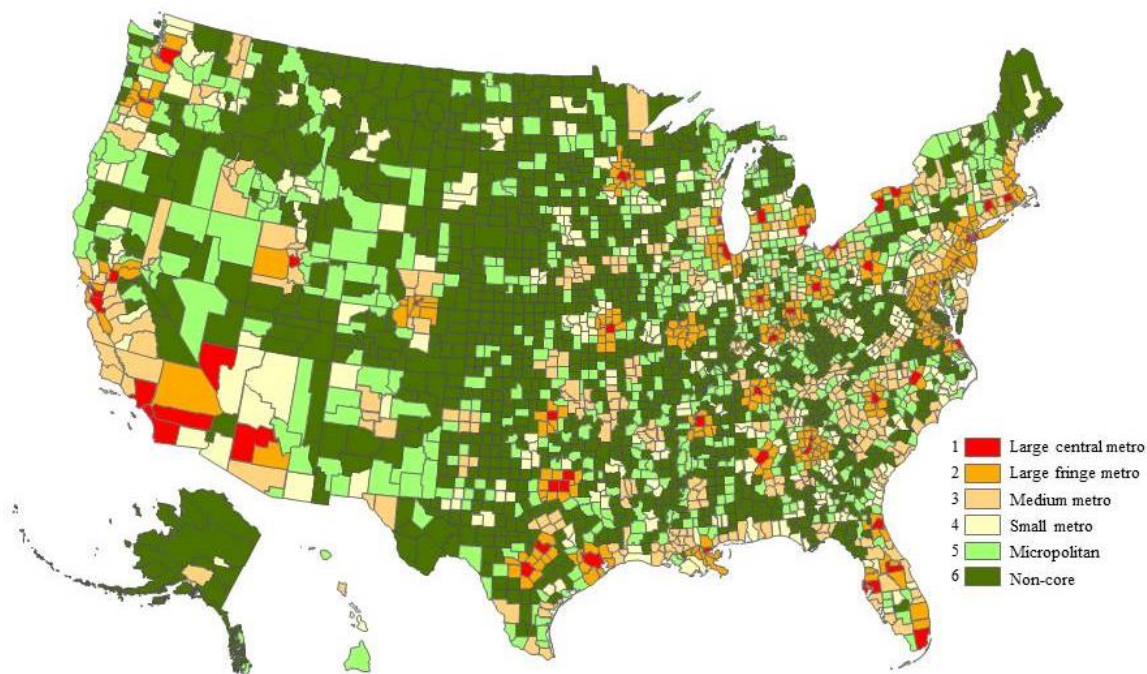 1 Large central metro
2 Large fringe metro
3 Medium metro
4 Small metro
5 Micropolitan
6 Non-core